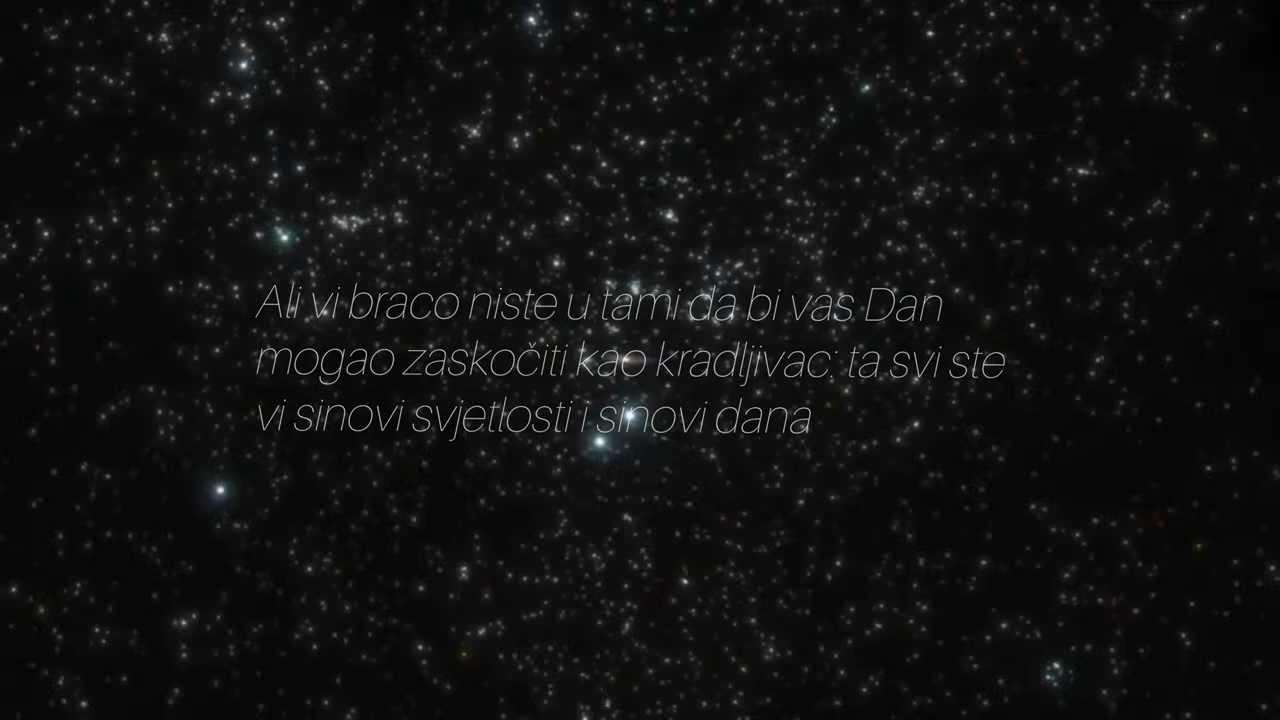 Ali vi braco niste u tami da bi vas Dan
mogao zaskočiti kao kradljivac: ta svi ste
vi sinovi svjetlosti i sinovi dana